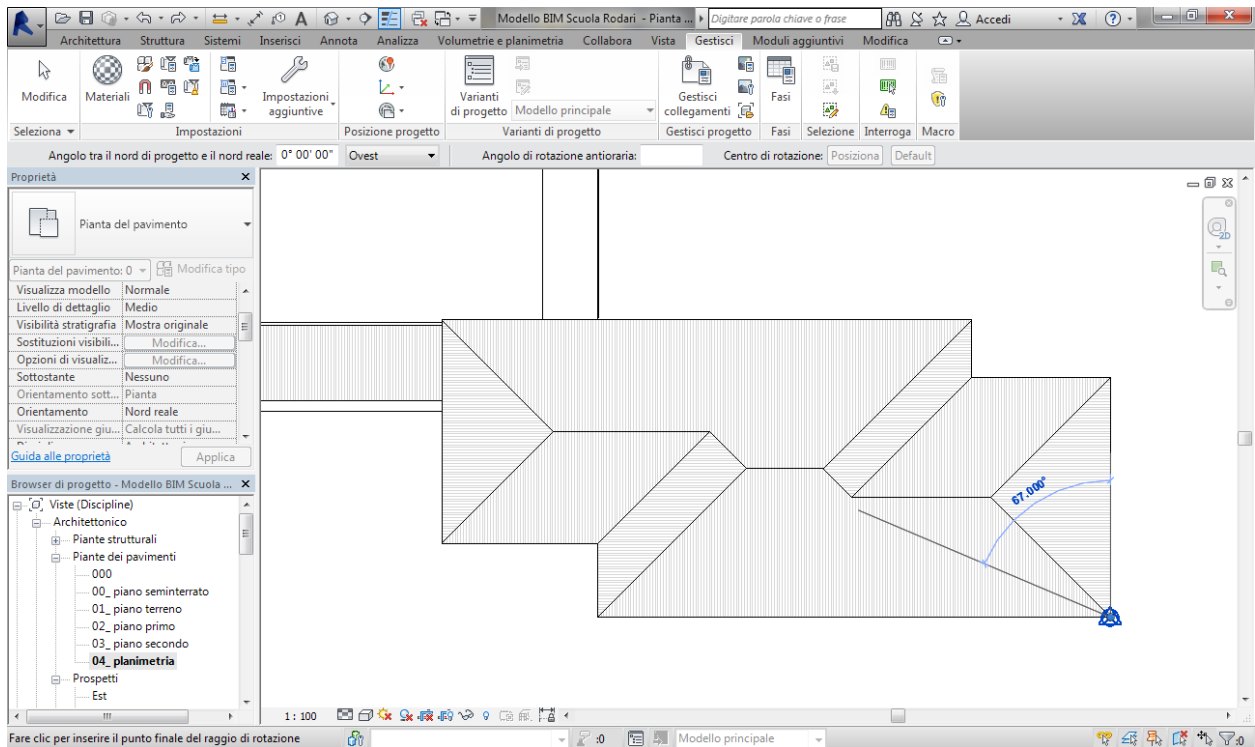 Modello BIM Scuola Rodari - Pianta ...
Digitare parola chiave o frase
Accedi
Architettura Struttura Sistemi Inserisci Annota Analizza Volumetrie e planimetria Collabora Vista Gestisci Moduli aggiuntivi Modifica
Modifica
Materiali
Impostazioni aggiuntive
Varianti di progetto
Modello principale
Gestisci collegamenti
Fasi
Seleziona Impostazioni Posizione progetto Varianti di progetto Gestisci progetto Fasi Selezione Interroga Macro
Angolo tra il nord di progetto e il nord reale: 0° 00' 00" Ovest Angolo di rotazione antioraria: Centro di rotazione: Posiziona Default
Proprietà
Pianta del pavimento
Pianta del pavimento: 0 Modifica tipo
Visualizza modello Normale
Livello di dettaglio Medio
Visibilità stratigrafia Mostra originale
Sostituzioni visibili... Modifica...
Opzioni di visualiz... Modifica...
Sottostante Nessuno
Orientamento sott... Pianta
Orientamento Nord reale
Visualizzazione giu... Calcola tutti i giu...
Guida alle proprietà Applica
Browser di progetto - Modello BIM Scuola ...
Viste (Discipline)
Architettonico
Piante strutturali
Piante dei pavimenti
000
00_ piano seminterrato
01_ piano terreno
02_ piano primo
03_ piano secondo
04_ planimetria
Prospetti
Est
2D
67.000°
1 : 100
Fare clic per inserire il punto finale del raggio di rotazione
:0
Modello principale
:0